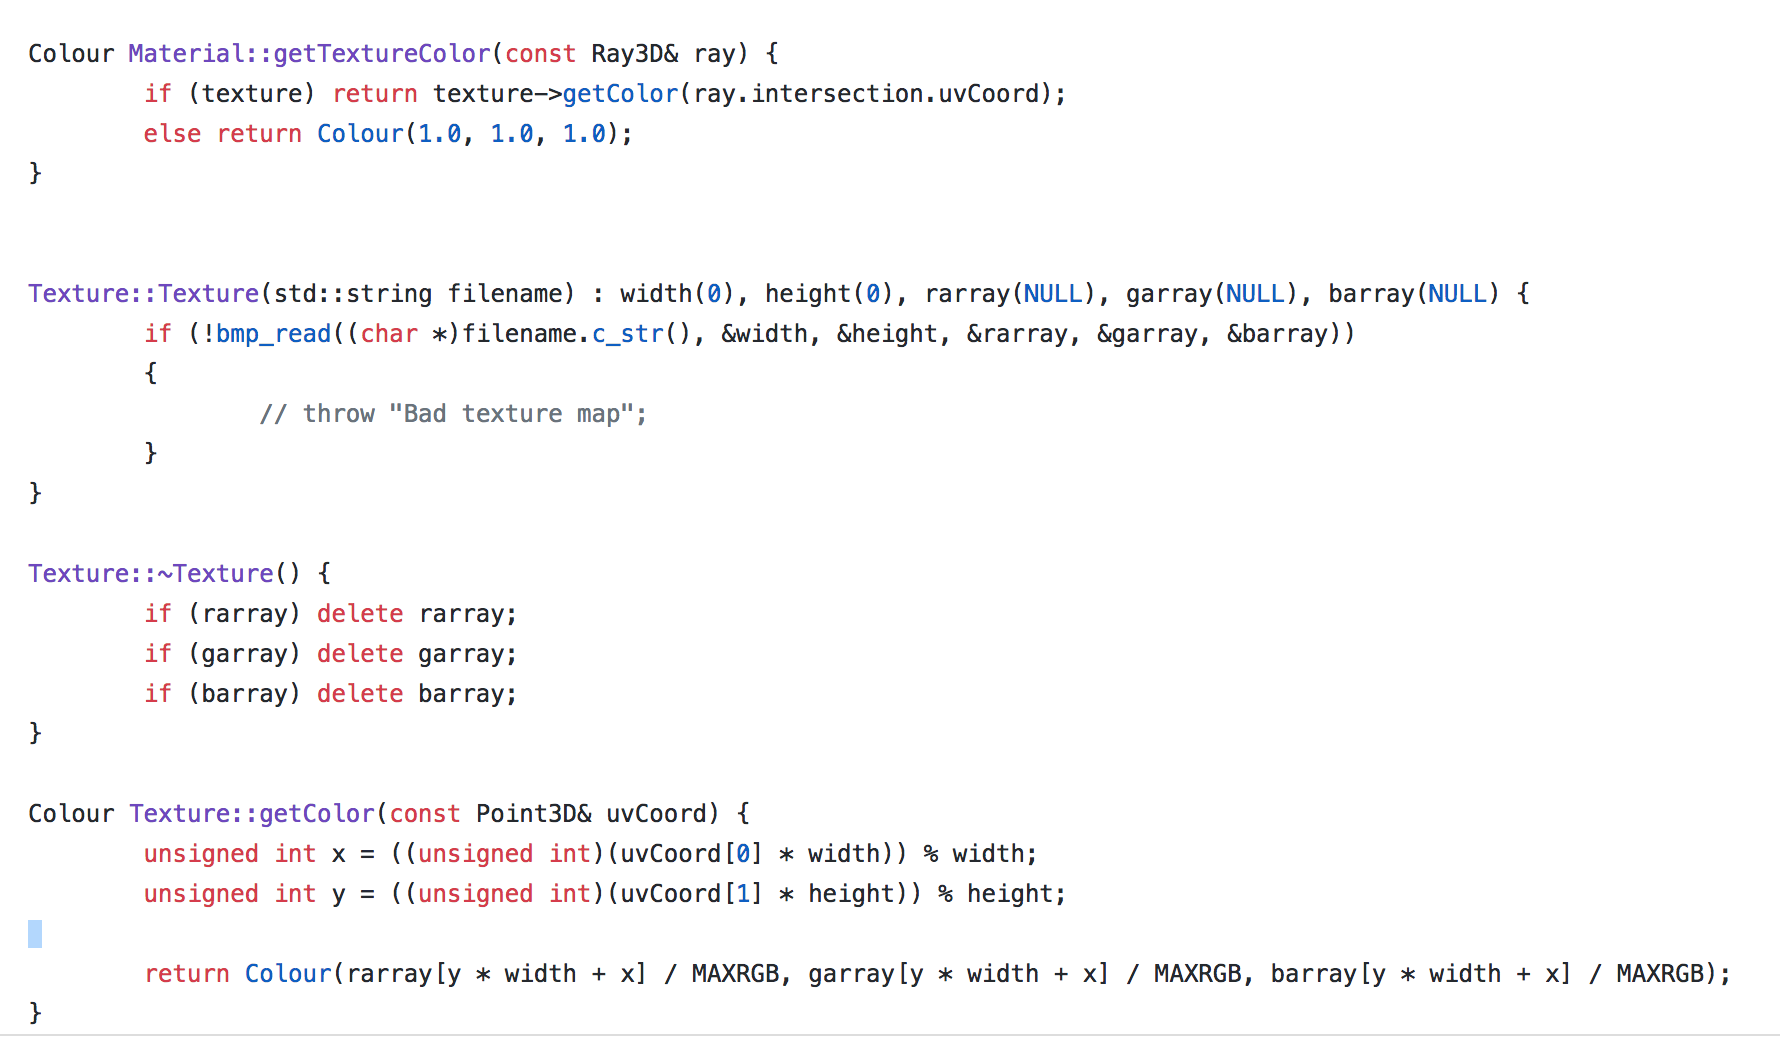 Colour Material::getTextureColor(const Ray3D& ray) {
if (texture) return texture->getColor(ray.intersection.uvCoord);
else return Colour(1.0, 1.0, 1.0);
}
Texture::Texture(std::string filename) : width(0), height(0), rarray(NULL), garray(NULL), barray(NULL) {
if (!bmp_read((char *)filename.c_str(), &width, &height, &rarray, &garray, &barray))
{
// throw "Bad texture map";
}
}
Texture::~Texture() {
if (rarray) delete rarray;
if (garray) delete garray;
if (barray) delete barray;
}
Colour Texture::getColor(const Point3D& uvCoord) {
unsigned int x = ((unsigned int)(uvCoord[0] * width)) % width;
unsigned int y = ((unsigned int)(uvCoord[1] * height)) % height;
return Colour(rarray[y * width + x] / MAXRGB, garray[y * width + x] / MAXRGB, barray[y * width + x] / MAXRGB);
}